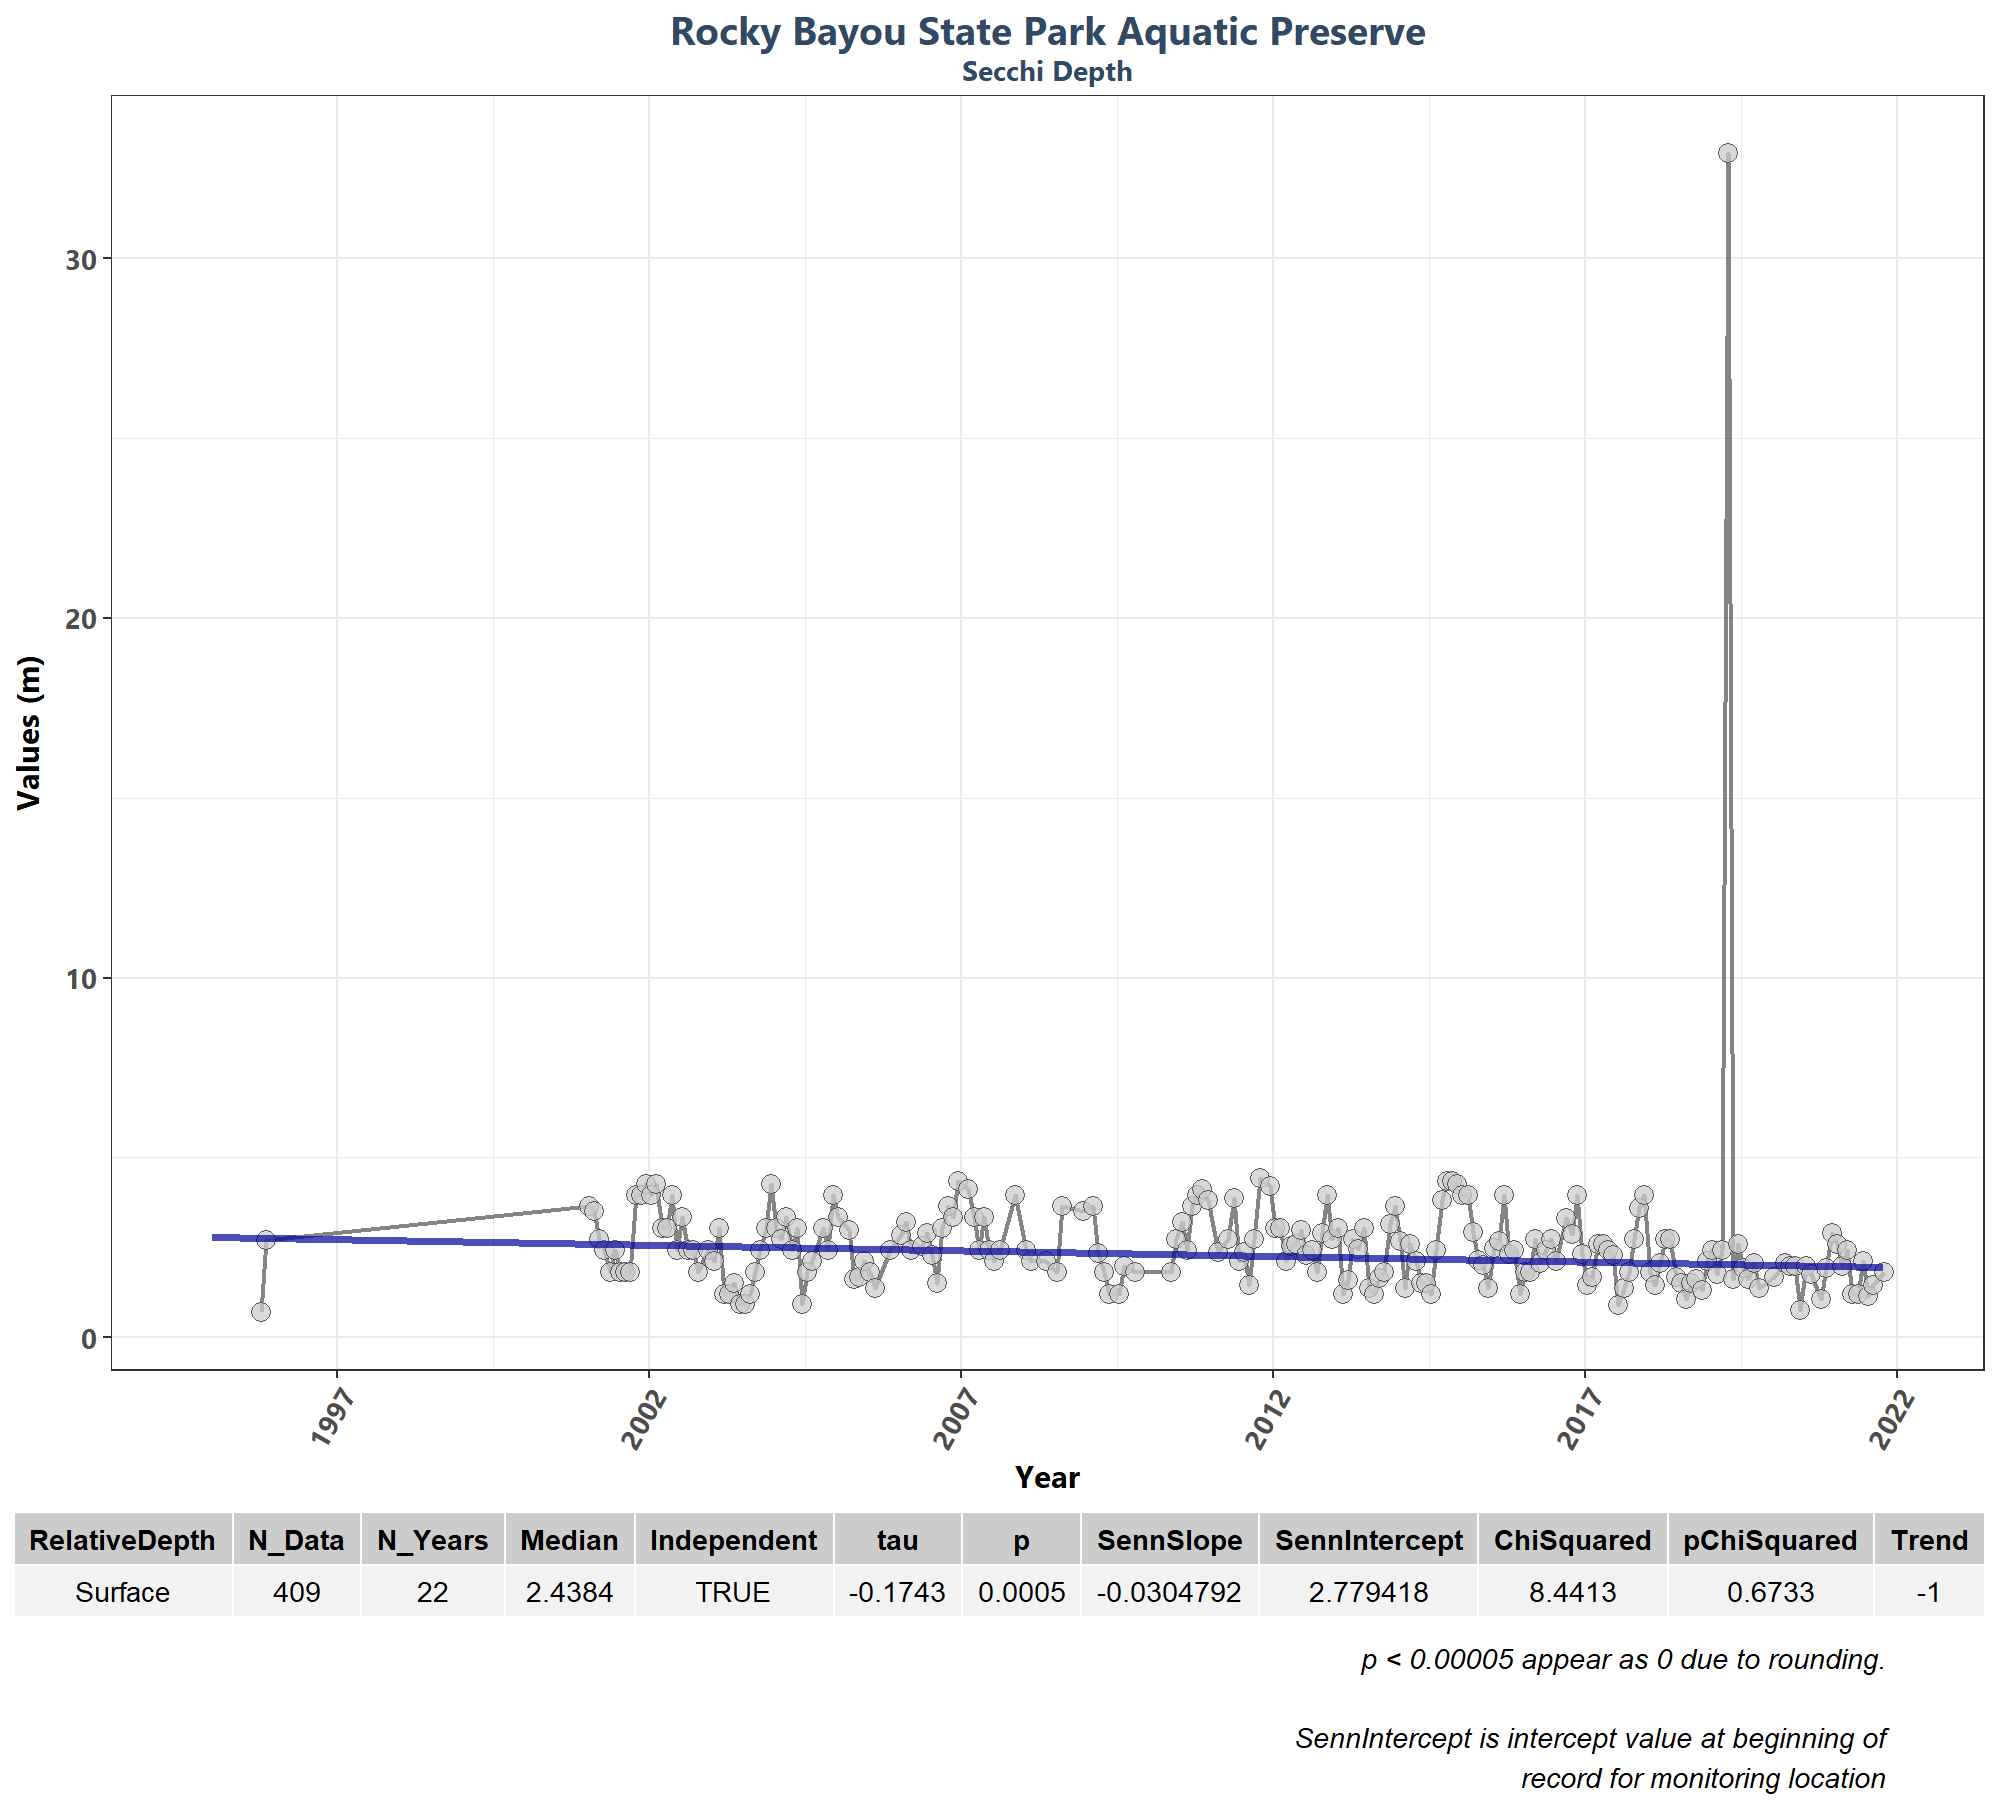 Rocky Bayou State Park Aquatic Preserve
Secchi Depth
Values (m)
30
20
10
0
1997
2002
2007
2012
2017
2022
Year
RelativeDepth N_Data N_Years Median Independent tau p SennSlope SennIntercept ChiSquared pChiSquared Trend
Surface 409 22 2.4384 TRUE -0.1743 0.0005 -0.0304792 2.779418 8.4413 0.6733 -1
p < 0.00005 appear as 0 due to rounding.
SennIntercept is intercept value at beginning of
record for monitoring location